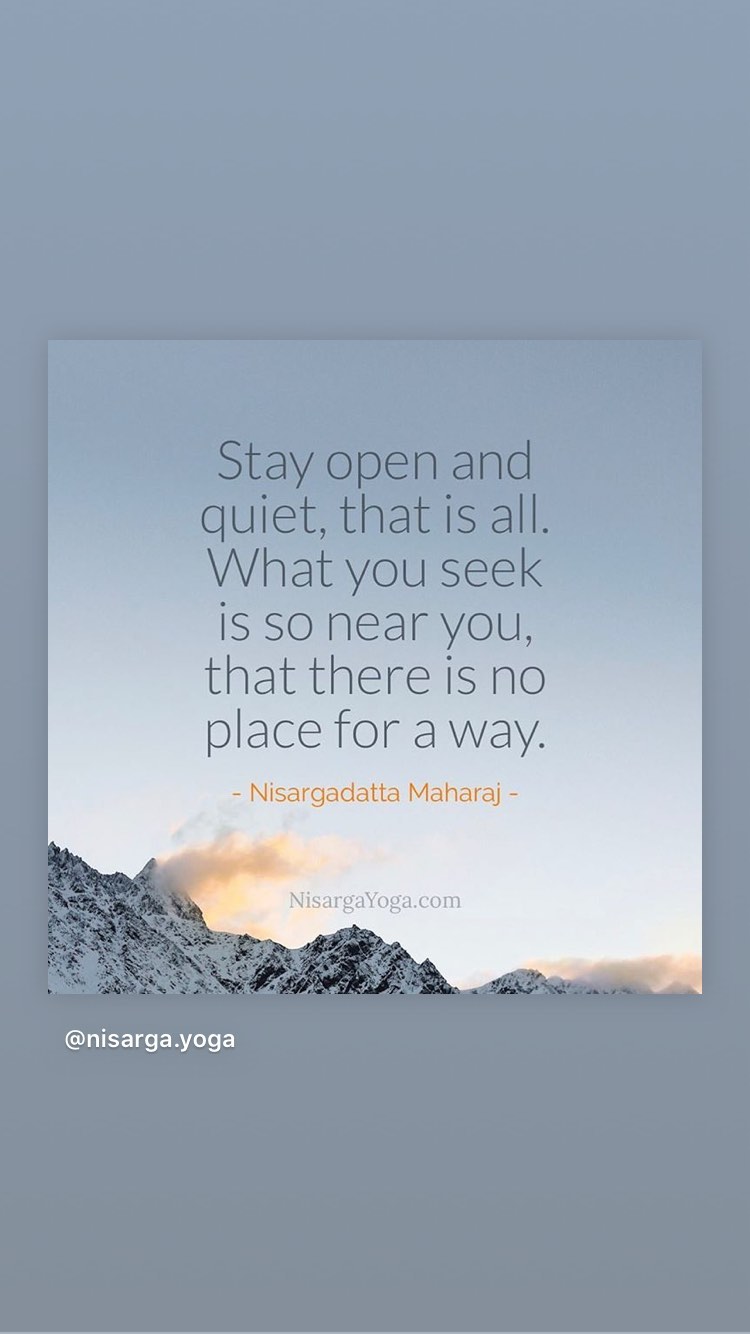 Stay open and
quiet, that is all.
What you seek
is so near you,
that there is no
place for a way.
- Nisargadatta Maharaj -
NisargaYoga.com
@nisarga.yoga